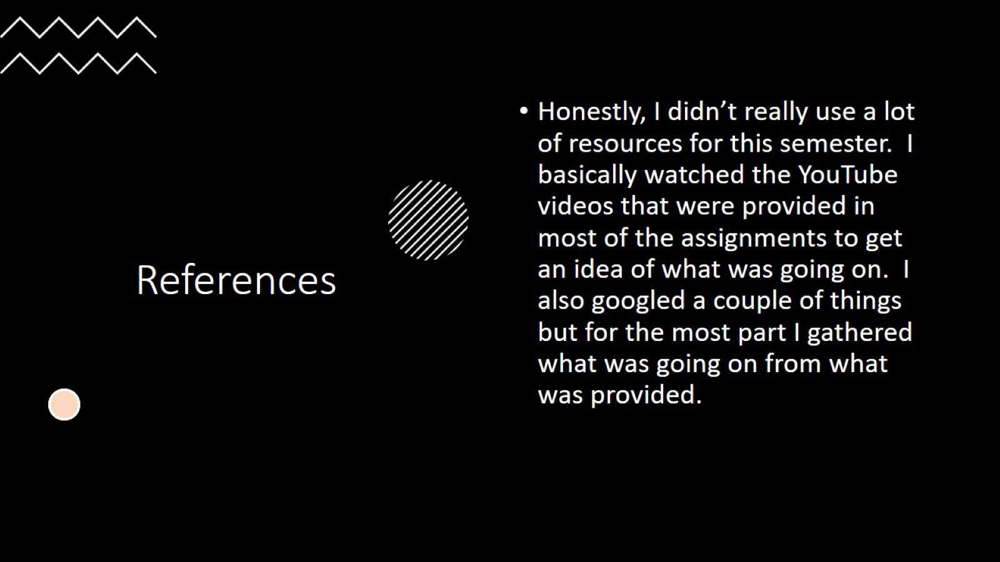 References
• Honestly, I didn’t really use a lot
of resources for this semester.  I
basically watched the YouTube
videos that were provided in
most of the assignments to get
an idea of what was going on.  I
also googled a couple of things
but for the most part I gathered
what was going on from what
was provided.